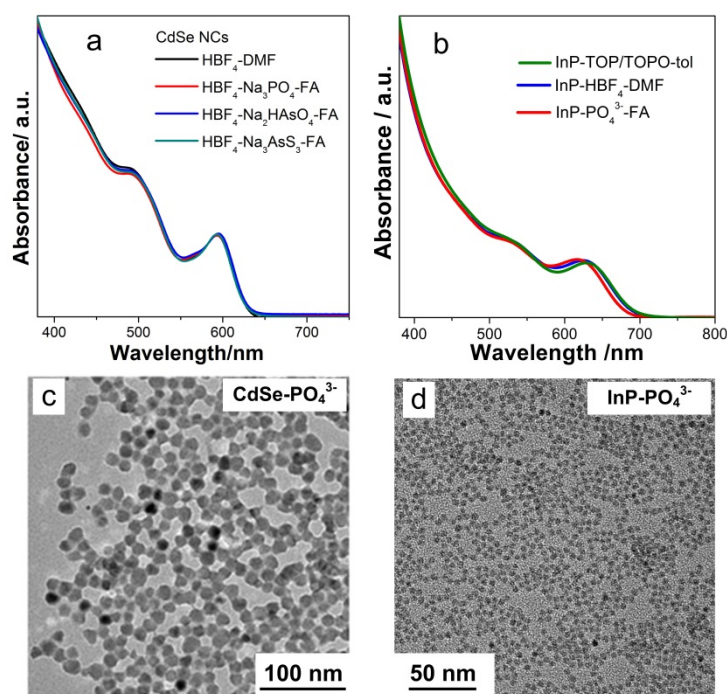 a
CdSe NCs
HBF₄-DMF
HBF₄-Na₃PO₄-FA
HBF₄-Na₂HAsO₄-FA
HBF₄-Na₃AsS₃-FA
Absorbance/ a.u.
400 500 600 700
Wavelength/nm
b
InP-TOP/TOPO-tol
InP-HBF₄-DMF
InP-PO₄³⁻-FA
Absorbance/ a.u.
400 500 600 700 800
Wavelength /nm
c
CdSe-PO₄³⁻
100 nm
d
InP-PO₄³⁻
50 nm